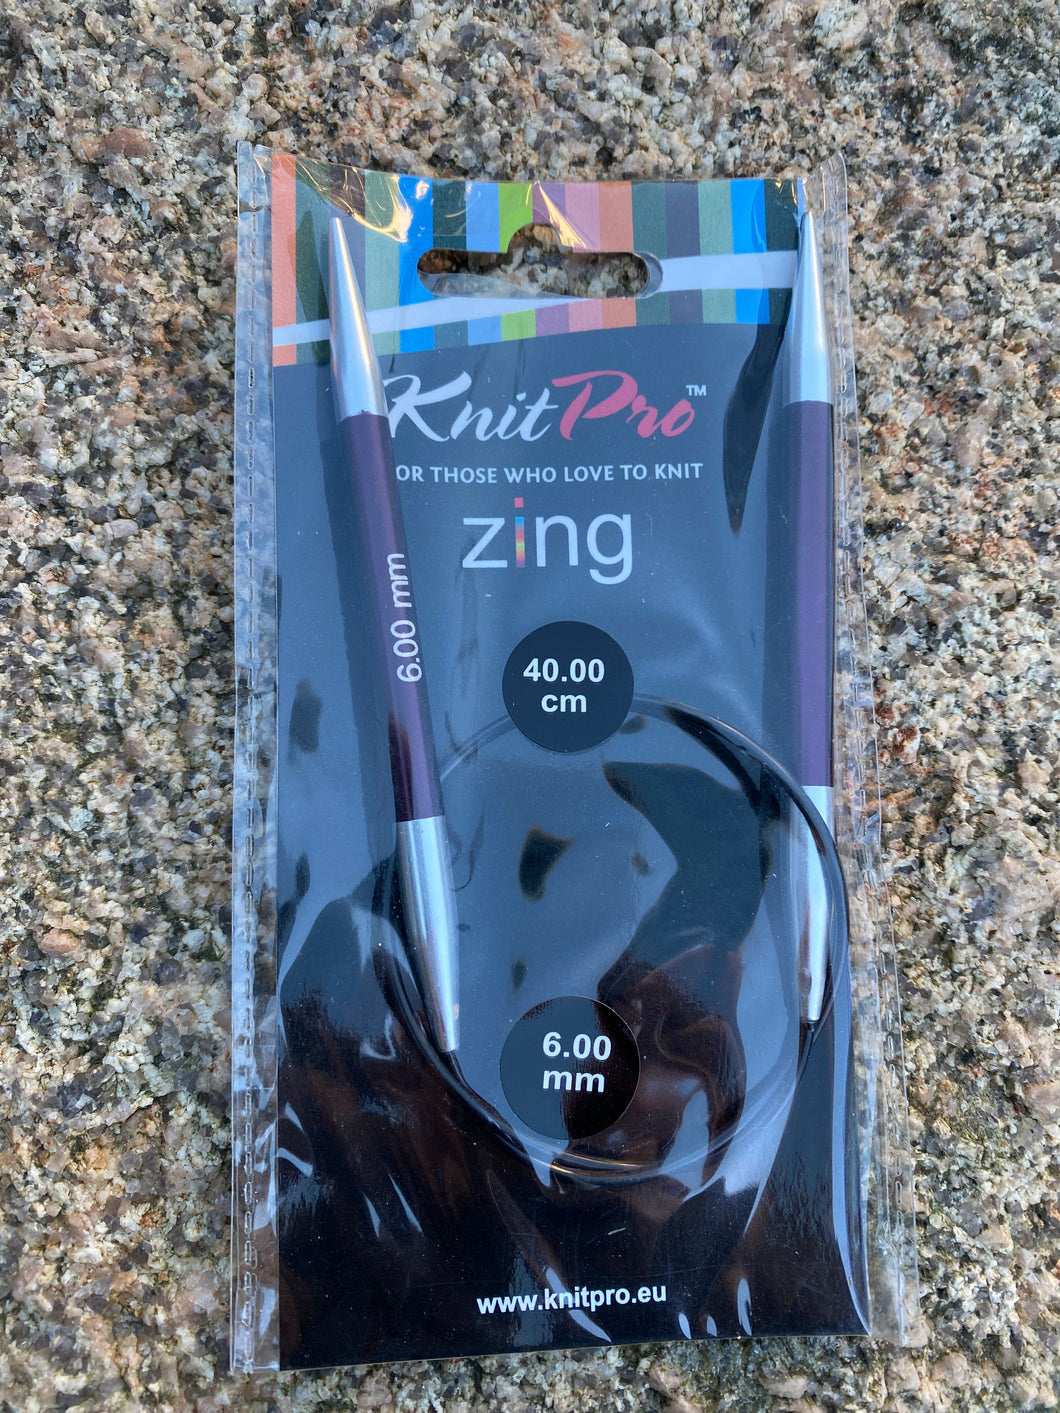 KnitPro™
OR THOSE WHO LOVE TO KNIT
zing
6.00 mm
40.00
cm
6.00
mm
www.knitpro.eu